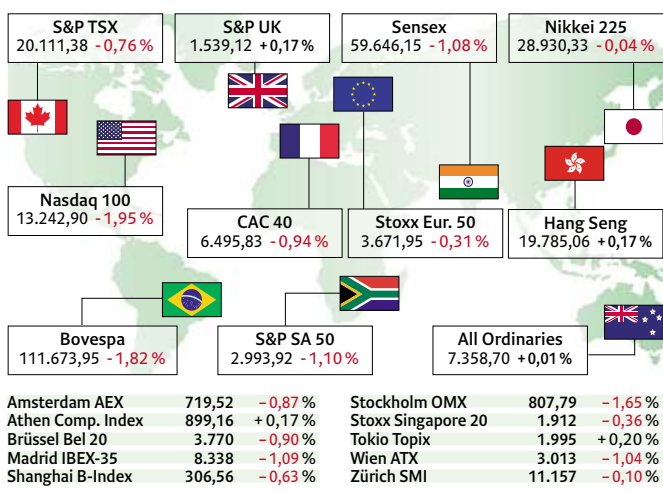 S&P TSX
20.111,38 -0,76 %
S&P UK
1.539,12 +0,17 %
Sensex
59.646,15 -1,08 %
Nikkei 225
28.930,33 -0,04 %
Nasdaq 100
13.242,90 -1,95 %
CAC 40
6.495,83 -0,94 %
Stoxx Eur. 50
3.671,95 -0,31 %
Hang Seng
19.785,06 +0,17 %
Bovespa
111.673,95 -1,82 %
S&P SA 50
2.993,92 -1,10 %
All Ordinaries
7.358,70 +0,01 %
Amsterdam AEX 719,52 -0,87 %
Athen Comp. Index 899,16 +0,17 %
Brüssel Bel 20 3.770 -0,90 %
Madrid IBEX-35 8.338 -1,09 %
Shanghai B-Index 306,56 -0,63 %
Stockholm OMX 807,79 -1,65 %
Stoxx Singapore 20 1.912 -0,36 %
Tokio Topix 1.995 +0,20 %
Wien ATX 3.013 -1,04 %
Zürich SMI 11.157 -0,10 %